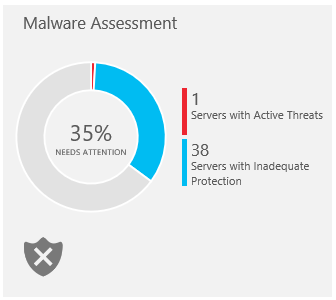 Malware Assessment
35%
NEEDS ATTENTION
1
Servers with Active Threats
38
Servers with Inadequate
Protection